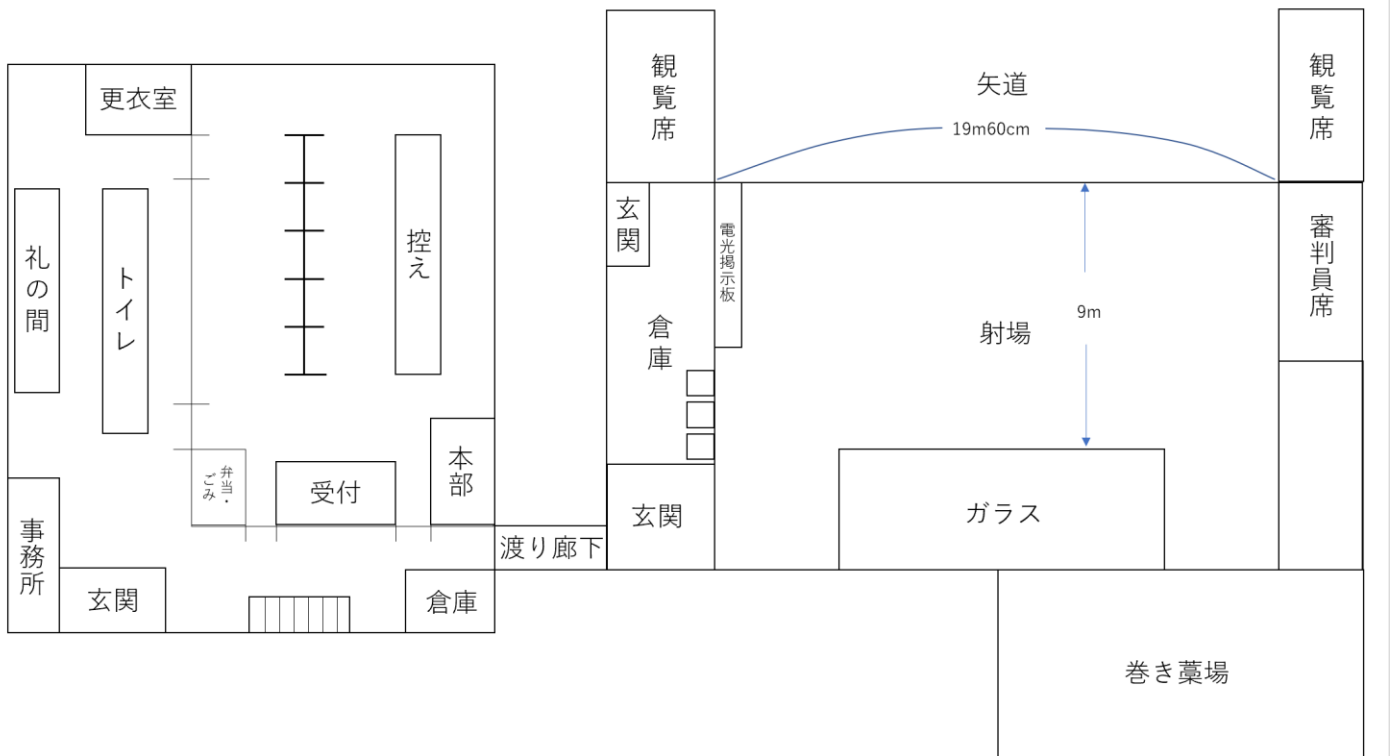 更衣室
礼の間
トイレ
控え
弁当・
ごみ
受付
本部
事務所
玄関
倉庫
渡り廊下
観覧席
玄関
倉庫
玄関
電光掲示板
矢道
19m60cm
射場
9m
ガラス
観覧席
審判員席
巻き藁場